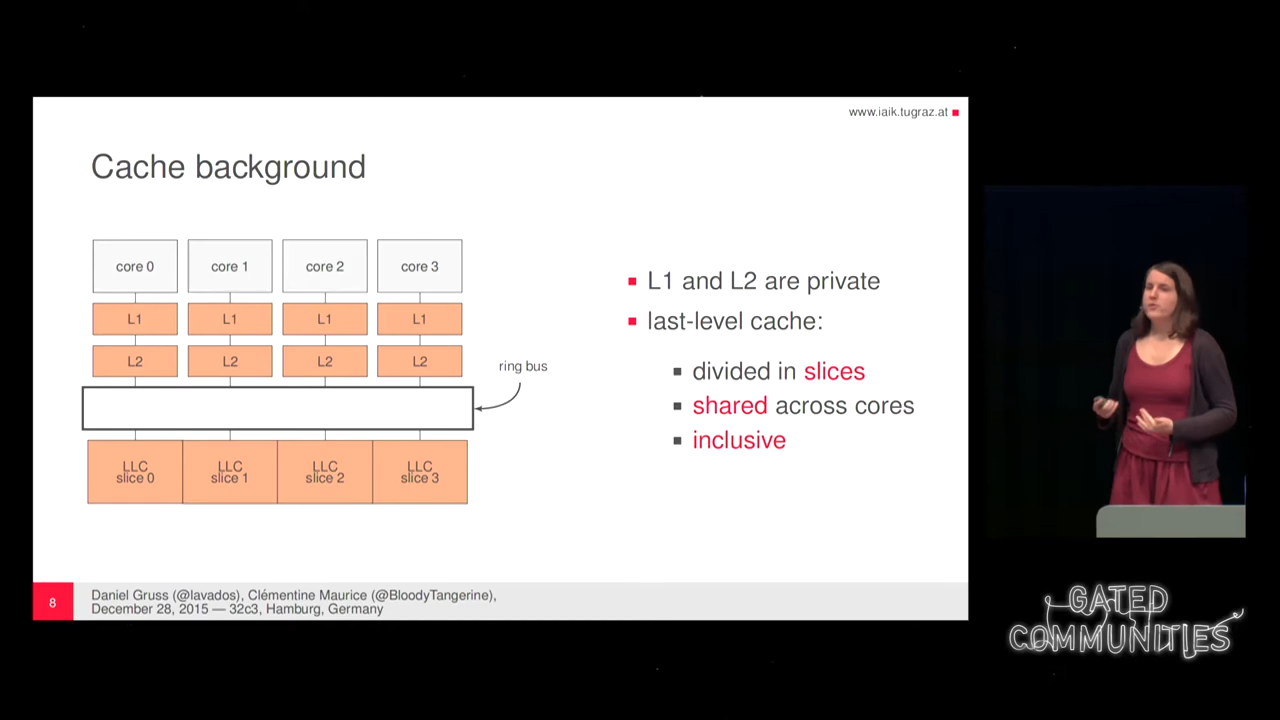 www.iaik.tugraz.at
Cache background
core 0 core 1 core 2 core 3
L1 L1 L1 L1
L2 L2 L2 L2
ring bus
LLC LLC LLC LLC
slice 0 slice 1 slice 2 slice 3
L1 and L2 are private
last-level cache:
divided in slices
shared across cores
inclusive
8
Daniel Gruss (@lavados), Clémentine Maurice (@BloodyTangerine),
December 28, 2015 — 32c3, Hamburg, Germany
GATED
COMMUNITIES